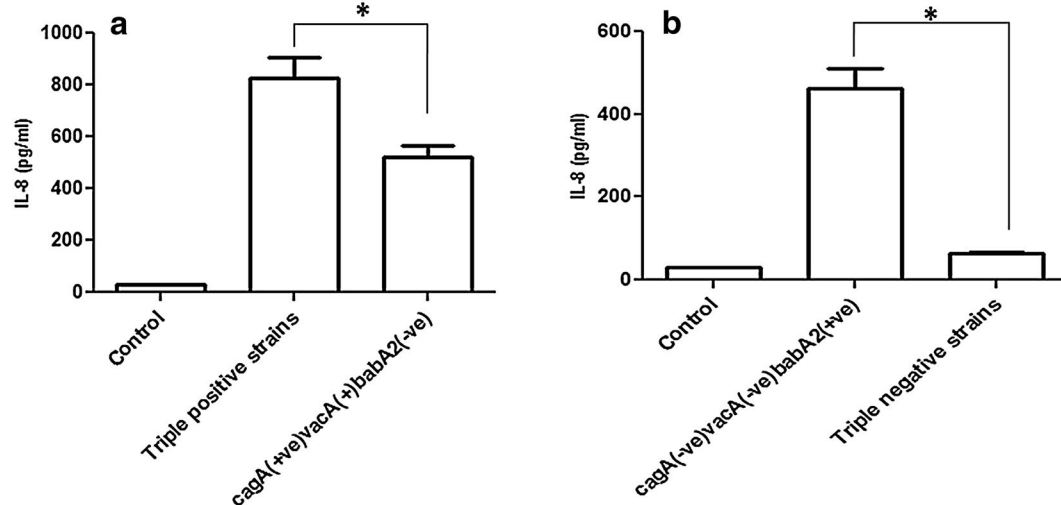 a
*
1000
800
600
400
200
0
IL-8 (pg/ml)
Control
Triple positive strains
cagA(+ve)vacA(+)babA2(-ve)
b
*
600
400
200
0
IL-8 (pg/ml)
Control
cagA(-ve)vacA(-ve)babA2(+ve)
Triple negative strains